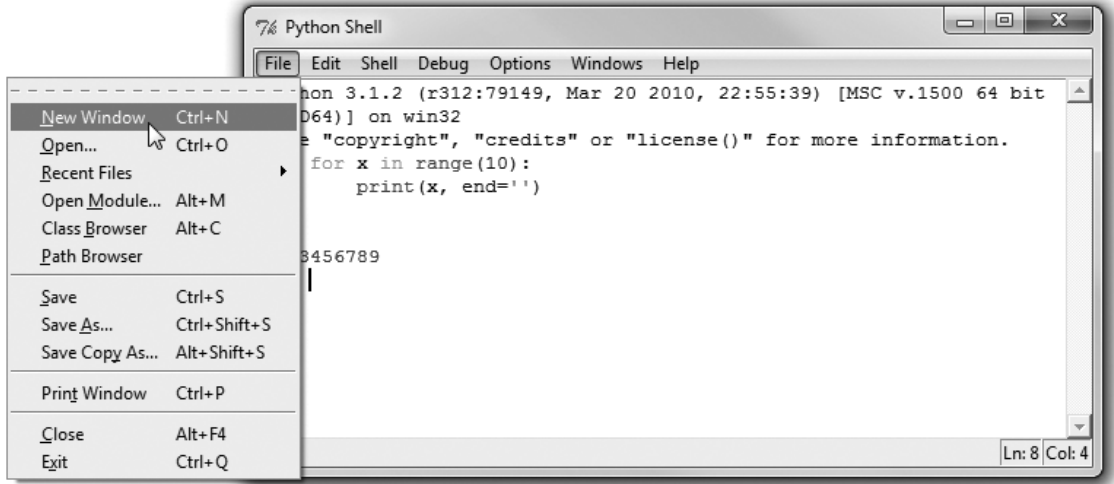 Python Shell
File Edit Shell Debug Options Windows Help
hon 3.1.2 (r312:79149, Mar 20 2010, 22:55:39) [MSC v.1500 64 bit
D64)] on win32
e "copyright", "credits" or "license()" for more information.
for x in range(10):
print(x, end='')
3456789
New Window Ctrl+N
Open... Ctrl+O
Recent Files
Open Module... Alt+M
Class Browser Alt+C
Path Browser
Save Ctrl+S
Save As... Ctrl+Shift+S
Save Copy As... Alt+Shift+S
Print Window Ctrl+P
Close Alt+F4
Exit Ctrl+Q
Ln: 8 Col: 4